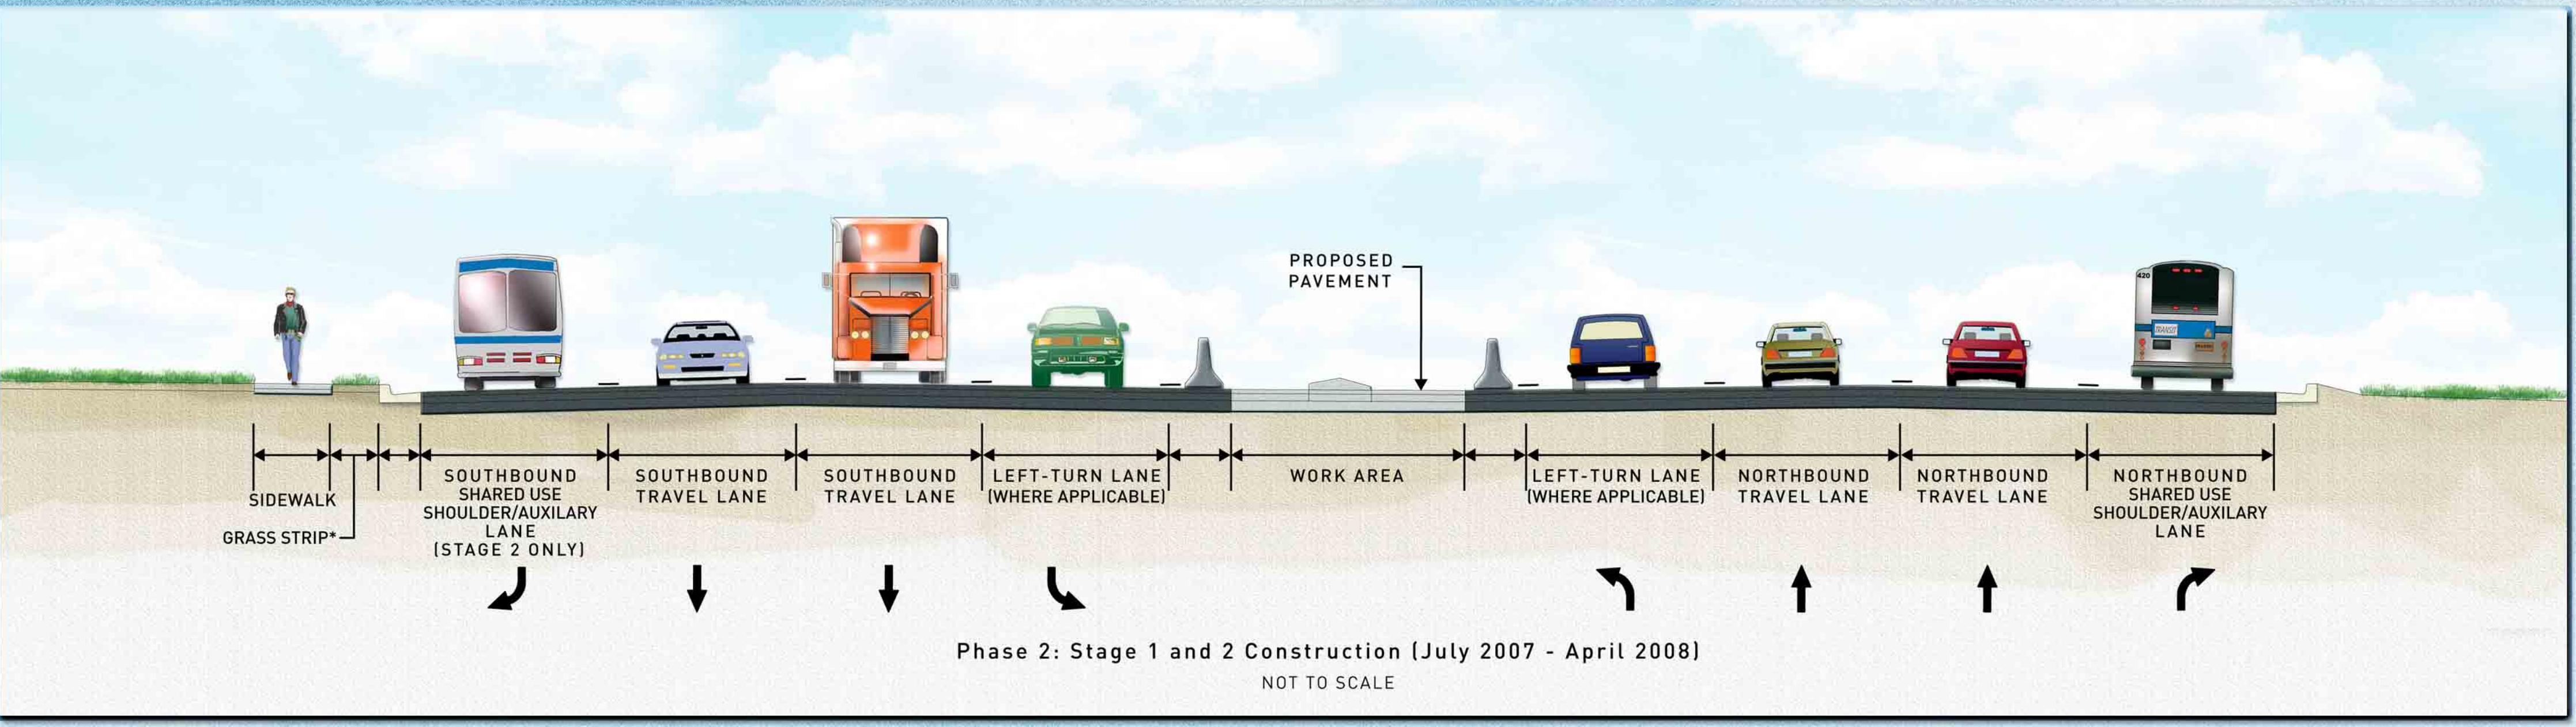 PROPOSED
PAVEMENT
420
TRANSIT
SIDEWALK
GRASS STRIP*
SOUTHBOUND
SHARED USE
SHOULDER/AUXILARY
LANE
(STAGE 2 ONLY)
SOUTHBOUND
TRAVEL LANE
SOUTHBOUND
TRAVEL LANE
LEFT-TURN LANE
(WHERE APPLICABLE)
WORK AREA
LEFT-TURN LANE
(WHERE APPLICABLE)
NORTHBOUND
TRAVEL LANE
NORTHBOUND
TRAVEL LANE
NORTHBOUND
SHARED USE
SHOULDER/AUXILARY
LANE
Phase 2: Stage 1 and 2 Construction (July 2007 - April 2008)
NOT TO SCALE